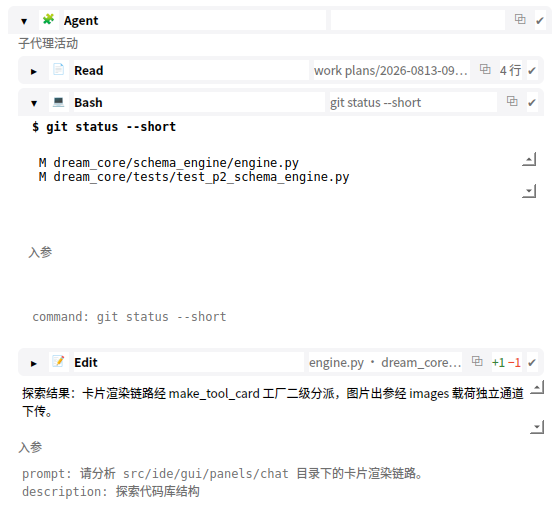 ▼ 🧩 Agent ✔
子代理活动
► 📄 Read work plans/2026-0813-09… 4 行 ✔
▼ 💻 Bash git status --short ✔
$ git status --short
M dream_core/schema_engine/engine.py
M dream_core/tests/test_p2_schema_engine.py
入参
command: git status --short
► 📝 Edit engine.py · dream_core… +1 −1 ✔
探索结果：卡片渲染链路经 make_tool_card 工厂二级分派，图片出参经 images 载荷独立通道
下传。
入参
prompt: 请分析 src/ide/gui/panels/chat 目录下的卡片渲染链路。
description: 探索代码库结构